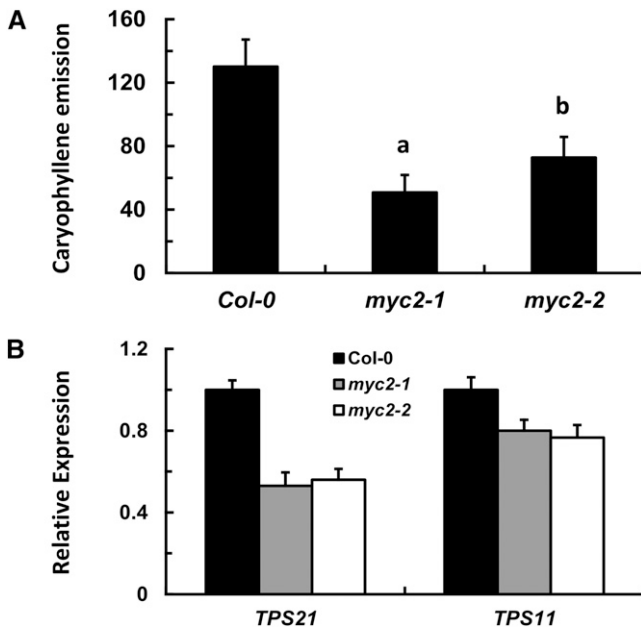 A
Caryophyllene emission
160
120
80
40
0
a
b
Col-0 myc2-1 myc2-2
B
Relative Expression
1.2
0.8
0.4
0
Col-0
myc2-1
myc2-2
TPS21 TPS11